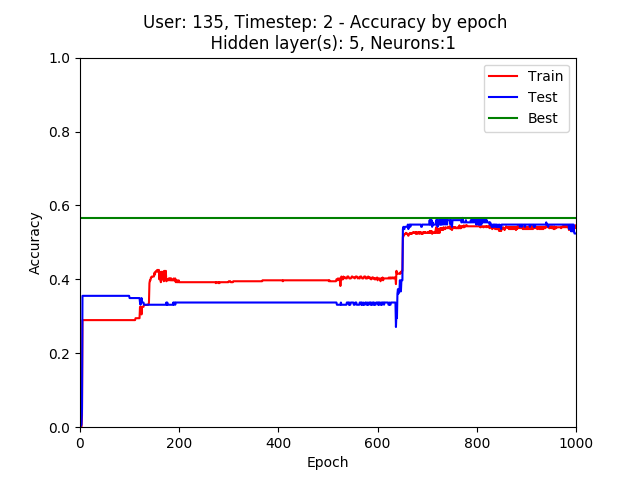 User: 135, Timestep: 2 - Accuracy by epoch
Hidden layer(s): 5, Neurons:1
1.0
0.8
0.6
0.4
0.2
0.0
Accuracy
Train
Test
Best
0 200 400 600 800 1000
Epoch